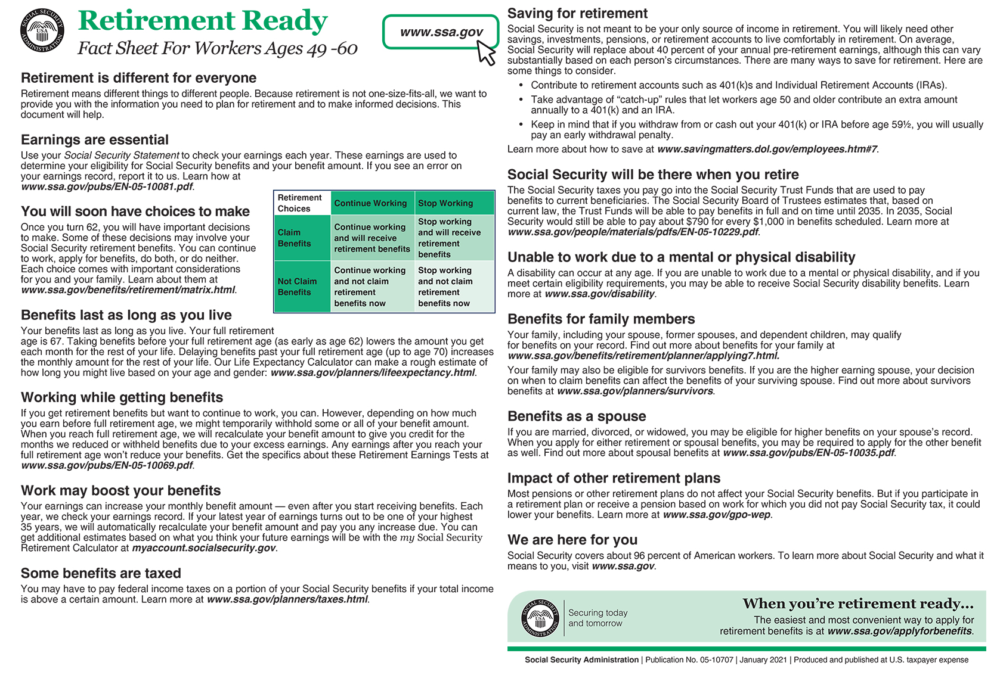 SOCIAL SECURITY ADMINISTRATION
USA
Retirement Ready
Fact Sheet For Workers Ages 49 -60
www.ssa.gov
Retirement is different for everyone
Retirement means different things to different people. Because retirement is not one-size-fits-all, we want to
provide you with the information you need to plan for retirement and to make informed decisions. This
document will help.
Earnings are essential
Use your Social Security Statement to check your earnings each year. These earnings are used to
determine your eligibility for Social Security benefits and your benefit amount. If you see an error on
your earnings record, report it to us. Learn how at
www.ssa.gov/pubs/EN-05-10081.pdf.
You will soon have choices to make
Once you turn 62, you will have important decisions
to make. Some of these decisions may involve your
Social Security retirement benefits. You can continue
to work, apply for benefits, do both, or do neither.
Each choice comes with important considerations
for you and your family. Learn about them at
www.ssa.gov/benefits/retirement/matrix.html.
Retirement
Choices
Continue Working
Stop Working
Claim
Benefits
Continue working
and will receive
retirement benefits
Stop working
and will receive
retirement
benefits
Not Claim
Benefits
Continue working
and not claim
retirement
benefits now
Stop working
and not claim
retirement
benefits now
Benefits last as long as you live
Your benefits last as long as you live. Your full retirement
age is 67. Taking benefits before your full retirement age (as early as age 62) lowers the amount you get
each month for the rest of your life. Delaying benefits past your full retirement age (up to age 70) increases
the monthly amount for the rest of your life. Our Life Expectancy Calculator can make a rough estimate of
how long you might live based on your age and gender: www.ssa.gov/planners/lifeexpectancy.html.
Working while getting benefits
If you get retirement benefits but want to continue to work, you can. However, depending on how much
you earn before full retirement age, we might temporarily withhold some or all of your benefit amount.
When you reach full retirement age, we will recalculate your benefit amount to give you credit for the
months we reduced or withheld benefits due to your excess earnings. Any earnings after you reach your
full retirement age won't reduce your benefits. Get the specifics about these Retirement Earnings Tests at
www.ssa.gov/pubs/EN-05-10069.pdf.
Work may boost your benefits
Your earnings can increase your monthly benefit amount — even after you start receiving benefits. Each
year, we check your earnings record. If your latest year of earnings turns out to be one of your highest
35 years, we will automatically recalculate your benefit amount and pay you any increase due. You can
get additional estimates based on what you think your future earnings will be with the my Social Security
Retirement Calculator at myaccount.socialsecurity.gov.
Some benefits are taxed
You may have to pay federal income taxes on a portion of your Social Security benefits if your total income
is above a certain amount. Learn more at www.ssa.gov/planners/taxes.html.
Saving for retirement
Social Security is not meant to be your only source of income in retirement. You will likely need other
savings, investments, pensions, or retirement accounts to live comfortably in retirement. On average,
Social Security will replace about 40 percent of your annual pre-retirement earnings, although this can vary
substantially based on each person's circumstances. There are many ways to save for retirement. Here are
some things to consider.
• Contribute to retirement accounts such as 401(k)s and Individual Retirement Accounts (IRAs).
• Take advantage of “catch-up” rules that let workers age 50 and older contribute an extra amount
annually to a 401(k) and an IRA.
• Keep in mind that if you withdraw from or cash out your 401(k) or IRA before age 59½, you will usually
pay an early withdrawal penalty.
Learn more about how to save at www.savingmatters.dol.gov/employees.htm#7.
Social Security will be there when you retire
The Social Security taxes you pay go into the Social Security Trust Funds that are used to pay
benefits to current beneficiaries. The Social Security Board of Trustees estimates that, based on
current law, the Trust Funds will be able to pay benefits in full and on time until 2035. In 2035, Social
Security would still be able to pay about $790 for every $1,000 in benefits scheduled. Learn more at
www.ssa.gov/people/materials/pdfs/EN-05-10229.pdf.
Unable to work due to a mental or physical disability
A disability can occur at any age. If you are unable to work due to a mental or physical disability, and if you
meet certain eligibility requirements, you may be able to receive Social Security disability benefits. Learn
more at www.ssa.gov/disability.
Benefits for family members
Your family, including your spouse, former spouses, and dependent children, may qualify
for benefits on your record. Find out more about benefits for your family at
www.ssa.gov/benefits/retirement/planner/applying7.html.
Your family may also be eligible for survivors benefits. If you are the higher earning spouse, your decision
on when to claim benefits can affect the benefits of your surviving spouse. Find out more about survivors
benefits at www.ssa.gov/planners/survivors.
Benefits as a spouse
If you are married, divorced, or widowed, you may be eligible for higher benefits on your spouse's record.
When you apply for either retirement or spousal benefits, you may be required to apply for the other benefit
as well. Find out more about spousal benefits at www.ssa.gov/pubs/EN-05-10035.pdf.
Impact of other retirement plans
Most pensions or other retirement plans do not affect your Social Security benefits. But if you participate in
a retirement plan or receive a pension based on work for which you did not pay Social Security tax, it could
lower your benefits. Learn more at www.ssa.gov/gpo-wep.
We are here for you
Social Security covers about 96 percent of American workers. To learn more about Social Security and what it
means to you, visit www.ssa.gov.
SOCIAL SECURITY ADMINISTRATION
USA
Securing today
and tomorrow
When you're retirement ready...
The easiest and most convenient way to apply for
retirement benefits is at www.ssa.gov/applyforbenefits.
Social Security Administration | Publication No. 05-10707 | January 2021 | Produced and published at U.S. taxpayer expense